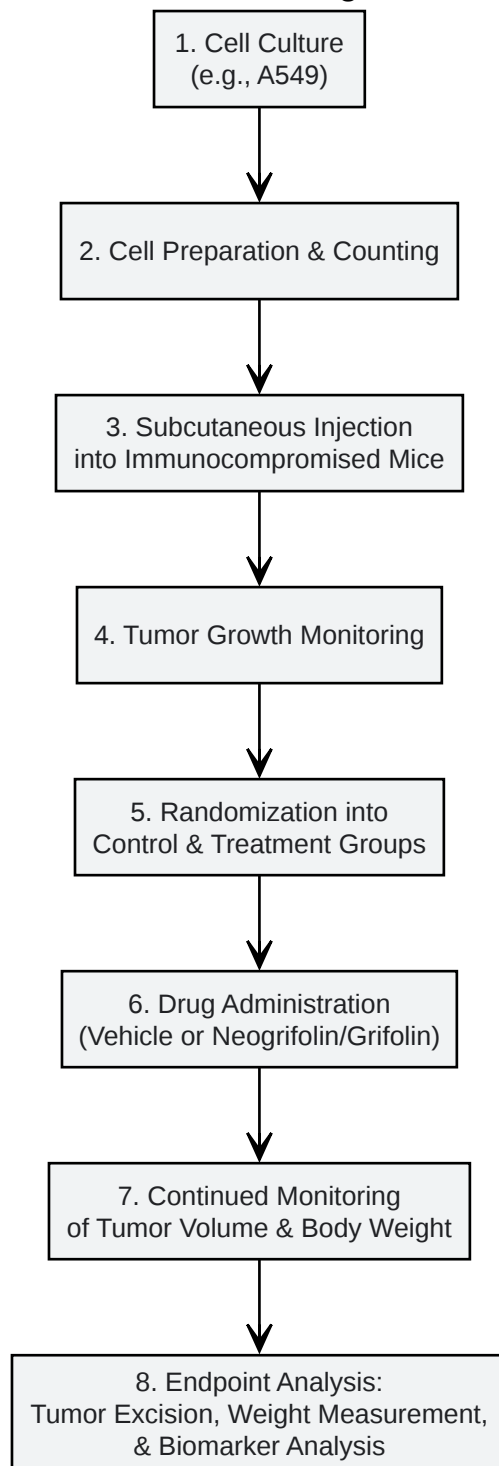 1. Cell Culture
(e.g., A549)
2. Cell Preparation & Counting
3. Subcutaneous Injection
into Immunocompromised Mice
4. Tumor Growth Monitoring
5. Randomization into
Control & Treatment Groups
6. Drug Administration
(Vehicle or Neogrifolin/Grifolin)
7. Continued Monitoring
of Tumor Volume & Body Weight
8. Endpoint Analysis:
Tumor Excision, Weight Measurement,
& Biomarker Analysis